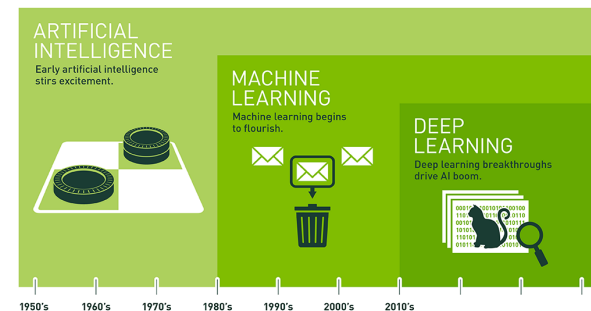 ARTIFICIAL
INTELLIGENCE
Early artificial intelligence
stirs excitement.
MACHINE
LEARNING
Machine learning begins
to flourish.
DEEP
LEARNING
Deep learning breakthroughs
drive AI boom.
1950's
1960's
1970's
1980's
1990's
2000's
2010's